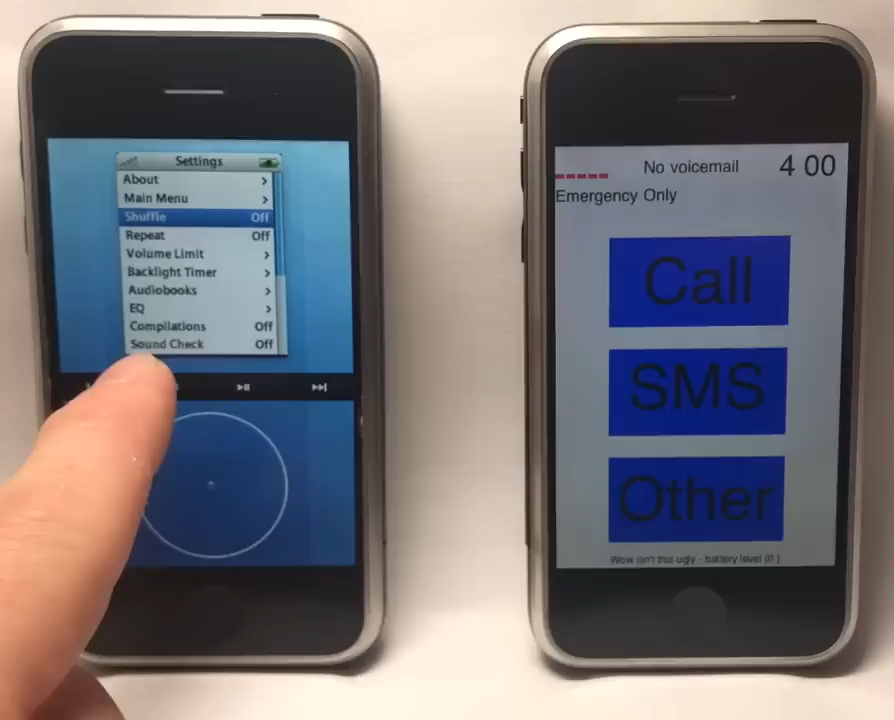 Settings
About
Main Menu
Shuffle Off
Repeat Off
Volume Limit
Backlight Timer
Audiobooks
EQ
Compilations Off
Sound Check Off
No voicemail 4 00
Emergency Only
Call
SMS
Other
Wow isn't this ugly - battery level (0 )